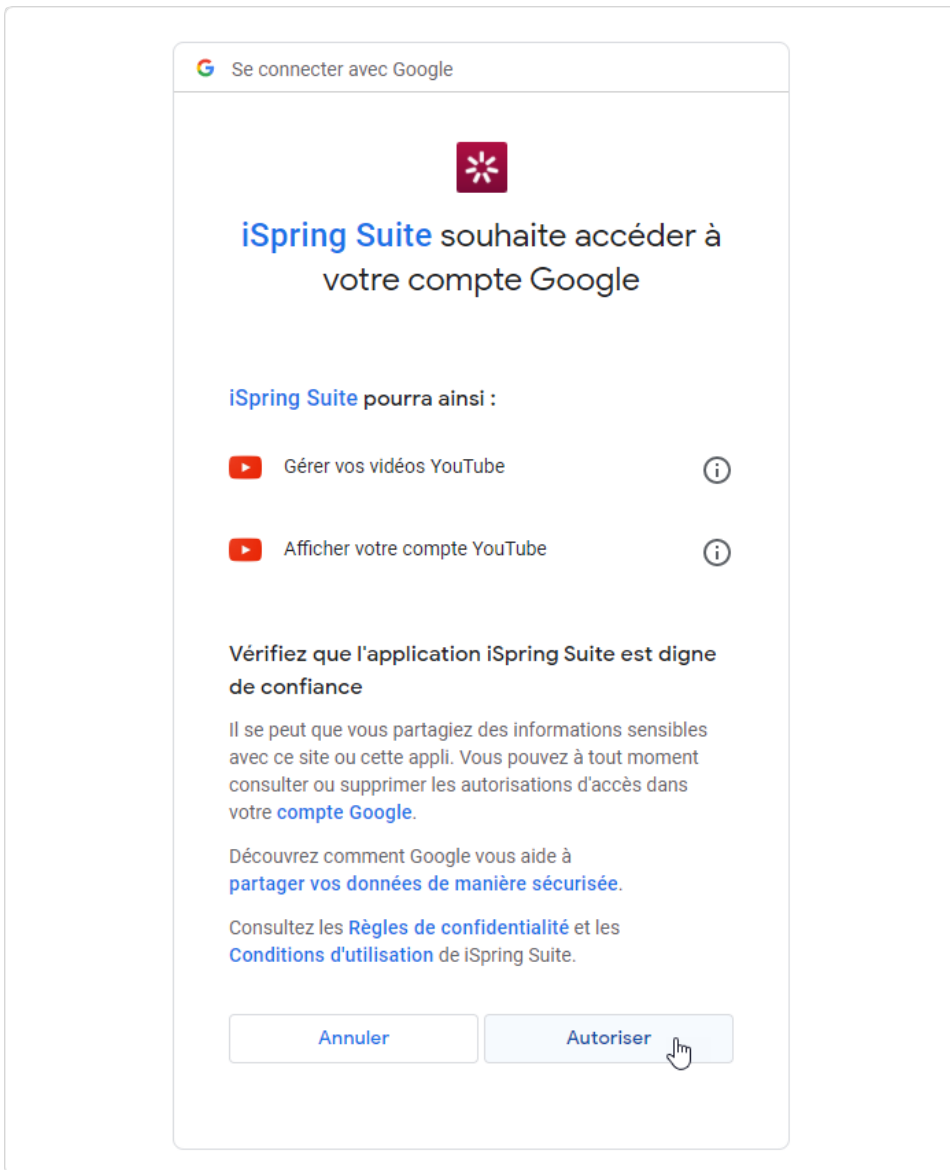 Se connecter avec Google
iSpring Suite souhaite accéder à
votre compte Google
iSpring Suite pourra ainsi :
Gérer vos vidéos YouTube
Afficher votre compte YouTube
Vérifiez que l'application iSpring Suite est digne
de confiance
Il se peut que vous partagiez des informations sensibles
avec ce site ou cette appli. Vous pouvez à tout moment
consulter ou supprimer les autorisations d'accès dans
votre compte Google.
Découvrez comment Google vous aide à
partager vos données de manière sécurisée.
Consultez les Règles de confidentialité et les
Conditions d'utilisation de iSpring Suite.
Annuler
Autoriser